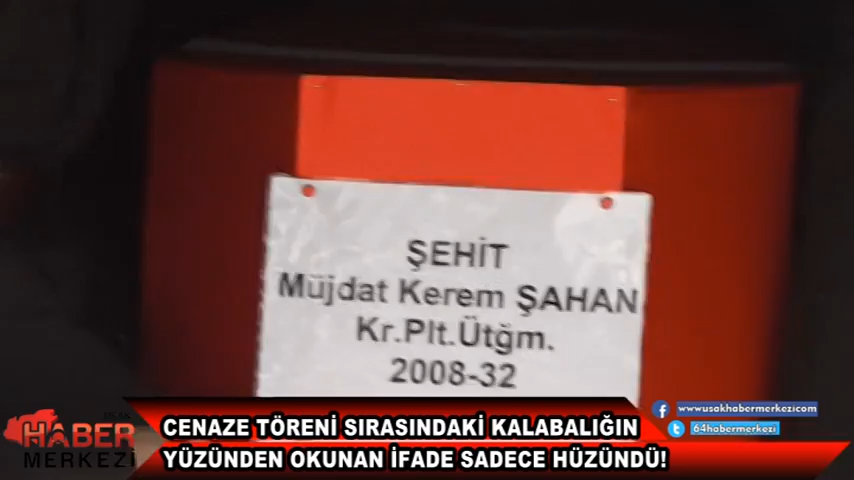 ŞEHİT
Müjdat Kerem ŞAHAN
Kr.Plt.Ütğm.
2008-32
UŞAK
HABER
MERKEZİ
CENAZE TÖRENİ SIRASINDAKİ KALABALIĞIN
YÜZÜNDEN OKUNAN İFADE SADECE HÜZÜNDÜ!
www.usakhabermerkezi.com
64habermerkezi